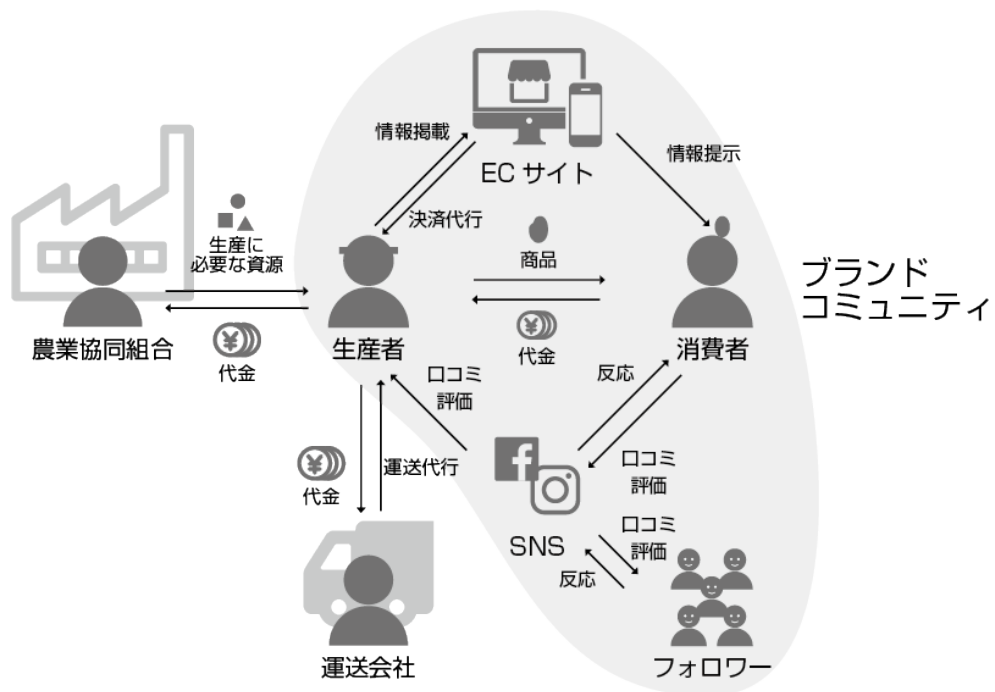 情報掲載
ECサイト
情報提示
決済代行
生産に
必要な資源
商品
ブランド
コミュニティ
農業協同組合
¥
代金
生産者
¥
代金
消費者
口コミ
評価
反応
¥
代金
運送代行
口コミ
評価
SNS
口コミ
評価
反応
運送会社
フォロワー